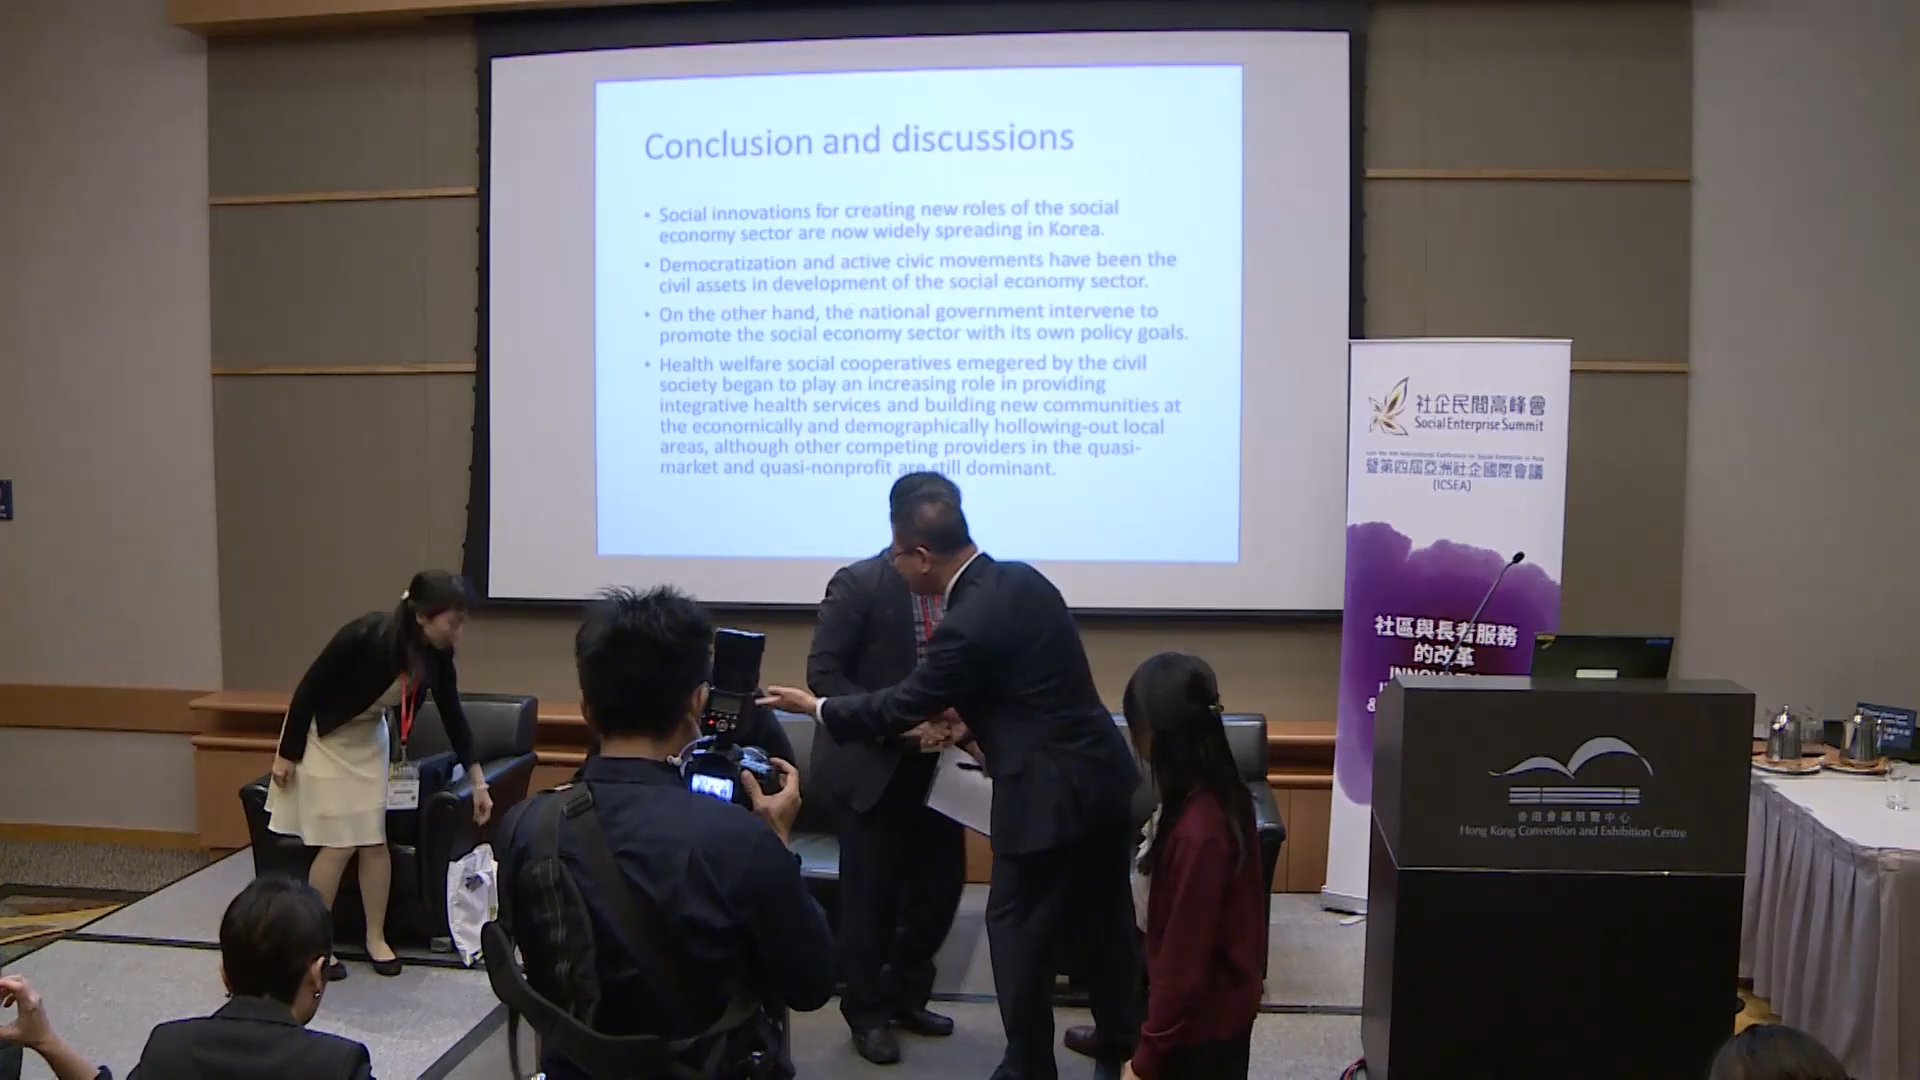 Conclusion and discussions
• Social innovations for creating new roles of the social
economy sector are now widely spreading in Korea.
• Democratization and active civic movements have been the
civil assets in development of the social economy sector.
• On the other hand, the national government intervene to
promote the social economy sector with its own policy goals.
• Health welfare social cooperatives emegered by the civil
society began to play an increasing role in providing
integrative health services and building new communities at
the economically and demographically hollowing-out local
areas, although other competing providers in the quasi-
market and quasi-nonprofit are still dominant.
社企民間高峰會
Social Enterprise Summit
暨第四屆亞洲社企國際會議
(ICSEA)
社區與長者服務
的改革
香港會議展覽中心
Hong Kong Convention and Exhibition Centre